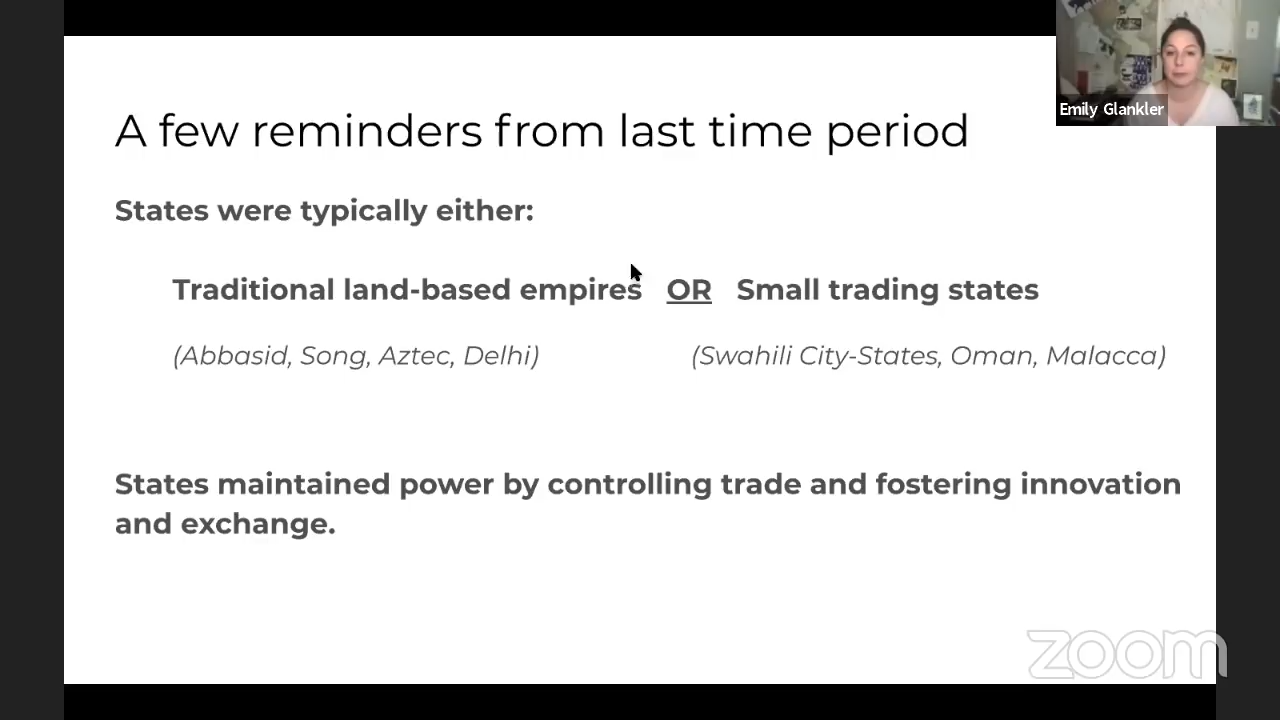 Emily Glankler
A few reminders from last time period
States were typically either:
Traditional land-based empires OR Small trading states
(Abbasid, Song, Aztec, Delhi) (Swahili City-States, Oman, Malacca)
States maintained power by controlling trade and fostering innovation
and exchange.
zoom